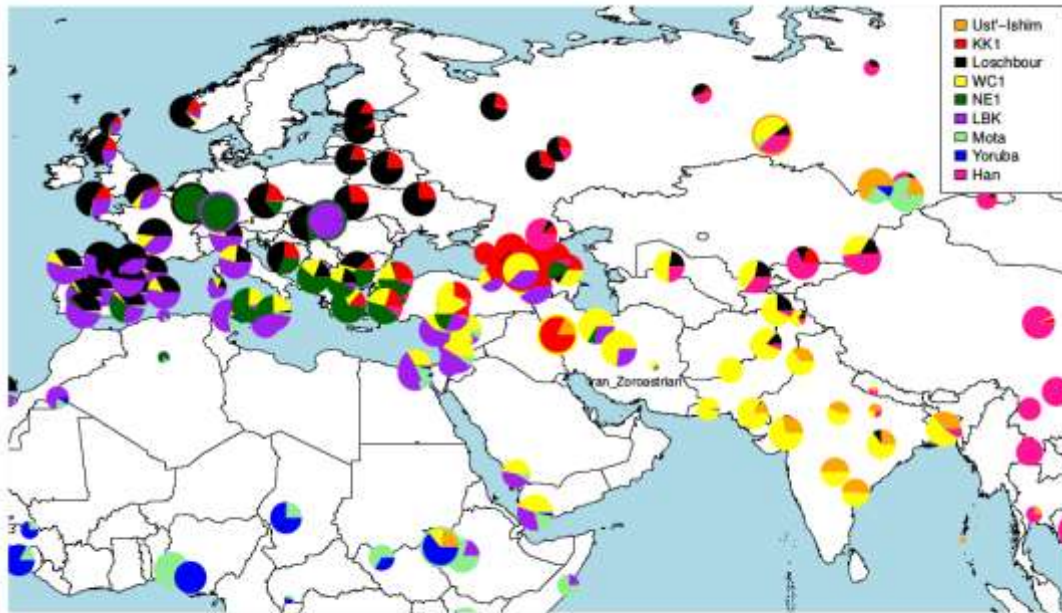 Ust'-Ishim
KK1
Loschbour
WC1
NE1
LBK
Mota
Yoruba
Han
Iran_Zoroastrian